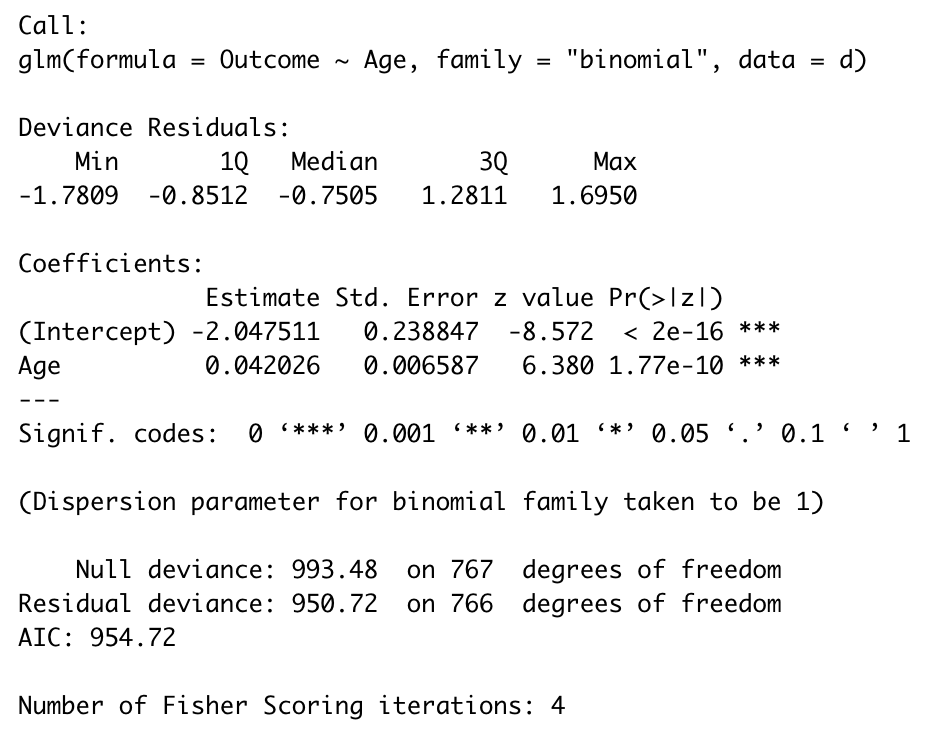 Call:
glm(formula = Outcome ~ Age, family = "binomial", data = d)
Deviance Residuals:
    Min       1Q   Median       3Q      Max
-1.7809  -0.8512  -0.7505   1.2811   1.6950
Coefficients:
             Estimate Std. Error z value Pr(>|z|)
(Intercept) -2.047511   0.238847  -8.572  < 2e-16 ***
Age          0.042026   0.006587   6.380 1.77e-10 ***
---
Signif. codes:  0 ‘***’ 0.001 ‘**’ 0.01 ‘*’ 0.05 ‘.’ 0.1 ‘ ’ 1
(Dispersion parameter for binomial family taken to be 1)
    Null deviance: 993.48  on 767  degrees of freedom
Residual deviance: 950.72  on 766  degrees of freedom
AIC: 954.72
Number of Fisher Scoring iterations: 4